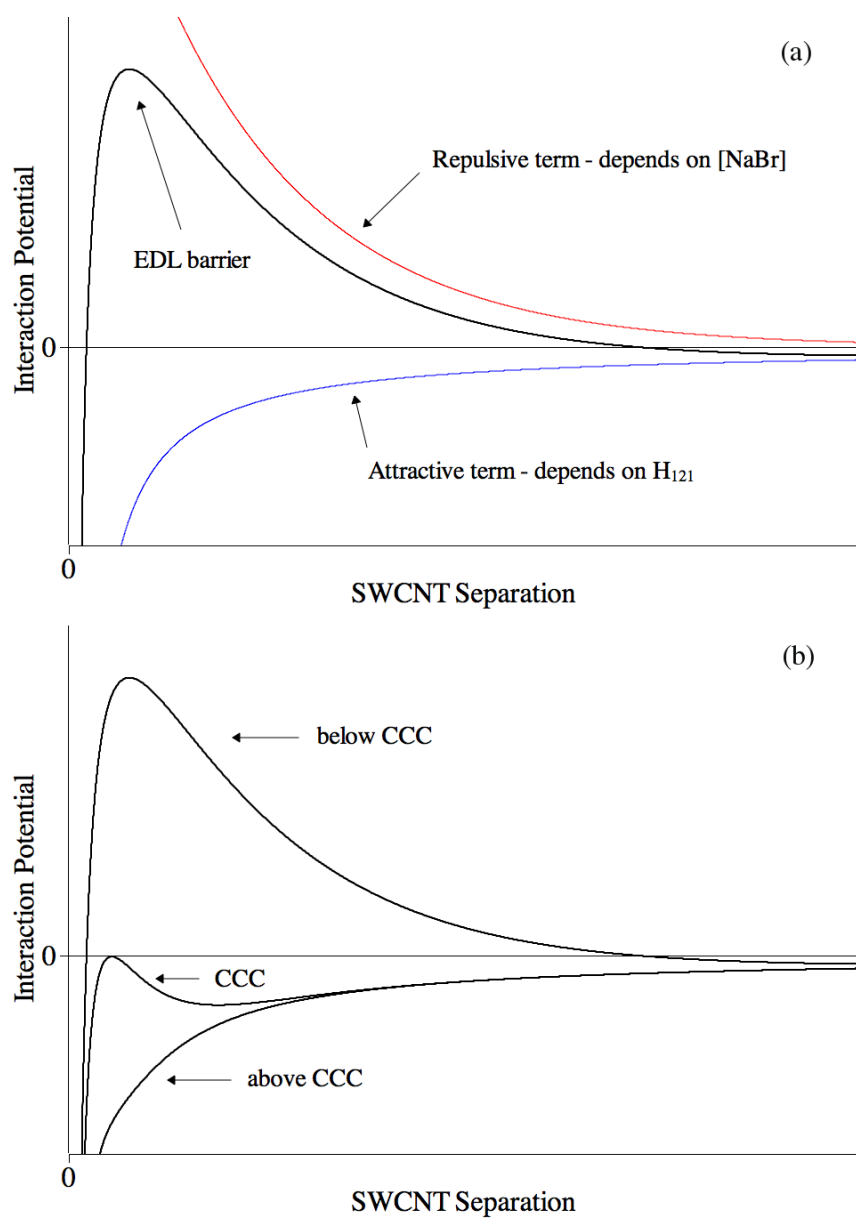 (a)
Repulsive term - depends on [NaBr]
EDL barrier
Interaction Potential
0
Attractive term - depends on H₁₂₁
0
SWCNT Separation
(b)
below CCC
Interaction Potential
0
CCC
above CCC
0
SWCNT Separation